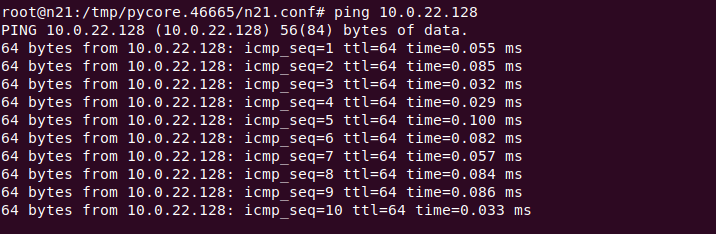 root@n21:/tmp/pycore.46665/n21.conf# ping 10.0.22.128
PING 10.0.22.128 (10.0.22.128) 56(84) bytes of data.
64 bytes from 10.0.22.128: icmp_seq=1 ttl=64 time=0.055 ms
64 bytes from 10.0.22.128: icmp_seq=2 ttl=64 time=0.085 ms
64 bytes from 10.0.22.128: icmp_seq=3 ttl=64 time=0.032 ms
64 bytes from 10.0.22.128: icmp_seq=4 ttl=64 time=0.029 ms
64 bytes from 10.0.22.128: icmp_seq=5 ttl=64 time=0.100 ms
64 bytes from 10.0.22.128: icmp_seq=6 ttl=64 time=0.082 ms
64 bytes from 10.0.22.128: icmp_seq=7 ttl=64 time=0.057 ms
64 bytes from 10.0.22.128: icmp_seq=8 ttl=64 time=0.084 ms
64 bytes from 10.0.22.128: icmp_seq=9 ttl=64 time=0.086 ms
64 bytes from 10.0.22.128: icmp_seq=10 ttl=64 time=0.033 ms